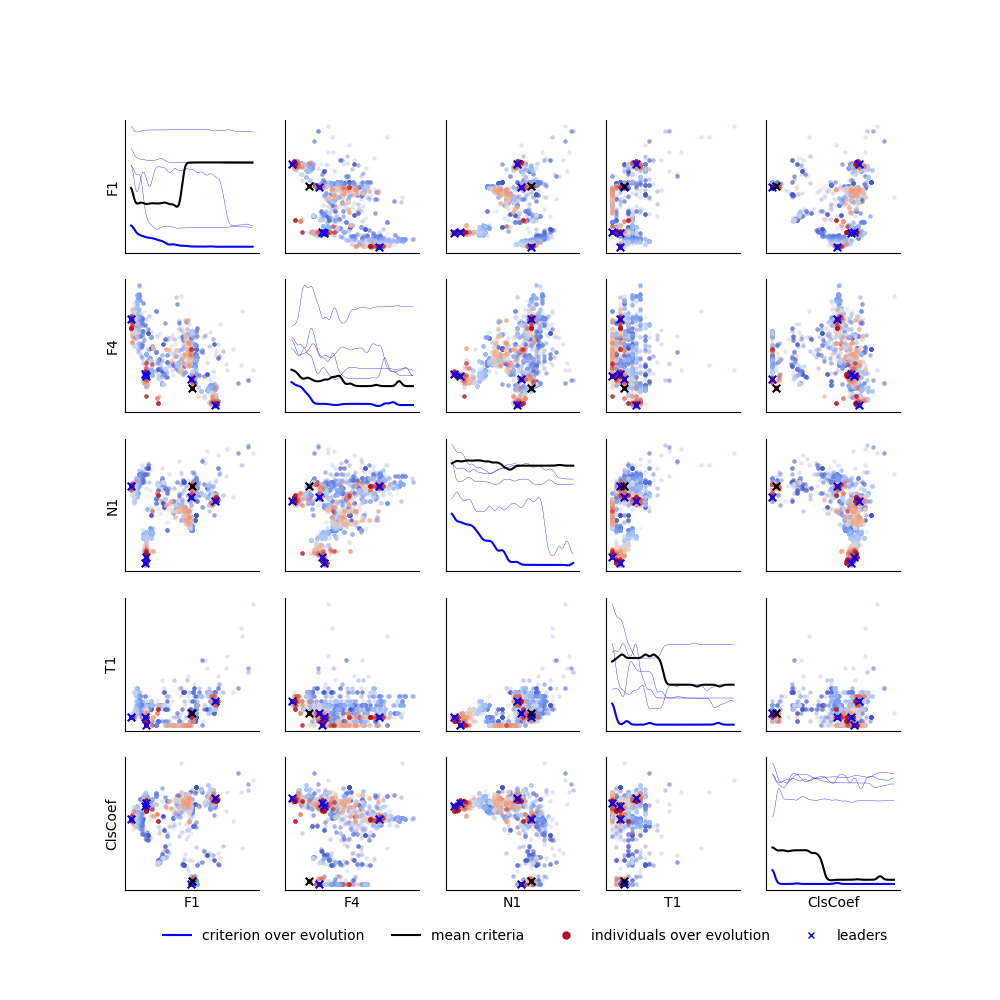 F1
F4
N1
T1
ClsCoef
F1 F4 N1 T1 ClsCoef
criterion over evolution mean criteria individuals over evolution leaders